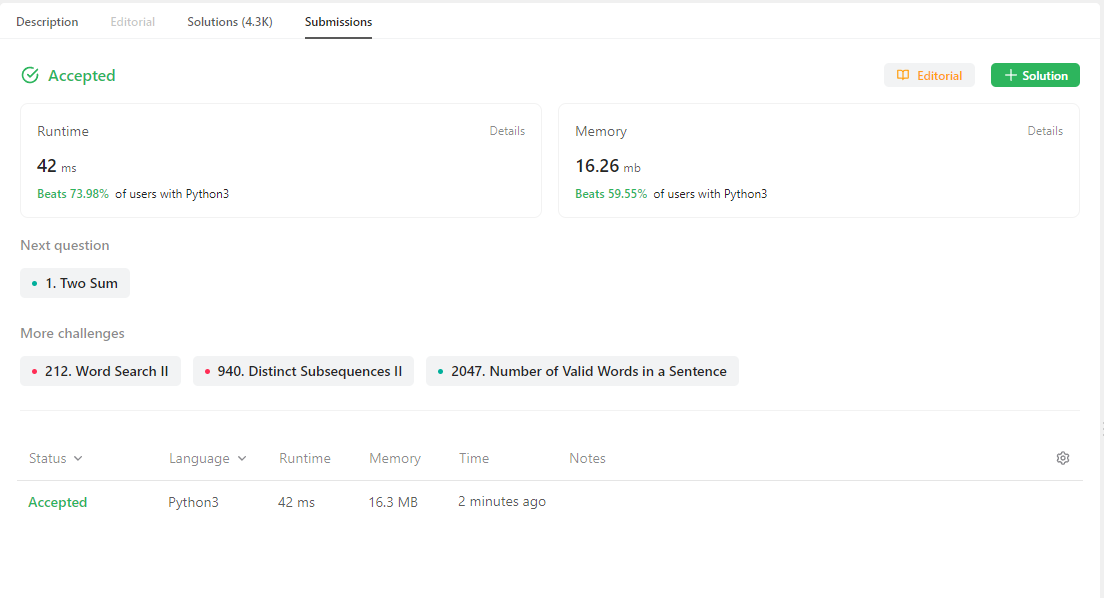 Description Editorial Solutions (4.3K) Submissions
Accepted Editorial + Solution
Runtime Details
42 ms
Beats 73.98% of users with Python3
Memory Details
16.26 mb
Beats 59.55% of users with Python3
Next question
1. Two Sum
More challenges
212. Word Search II 940. Distinct Subsequences II 2047. Number of Valid Words in a Sentence
Status Language Runtime Memory Time Notes
Accepted Python3 42 ms 16.3 MB 2 minutes ago